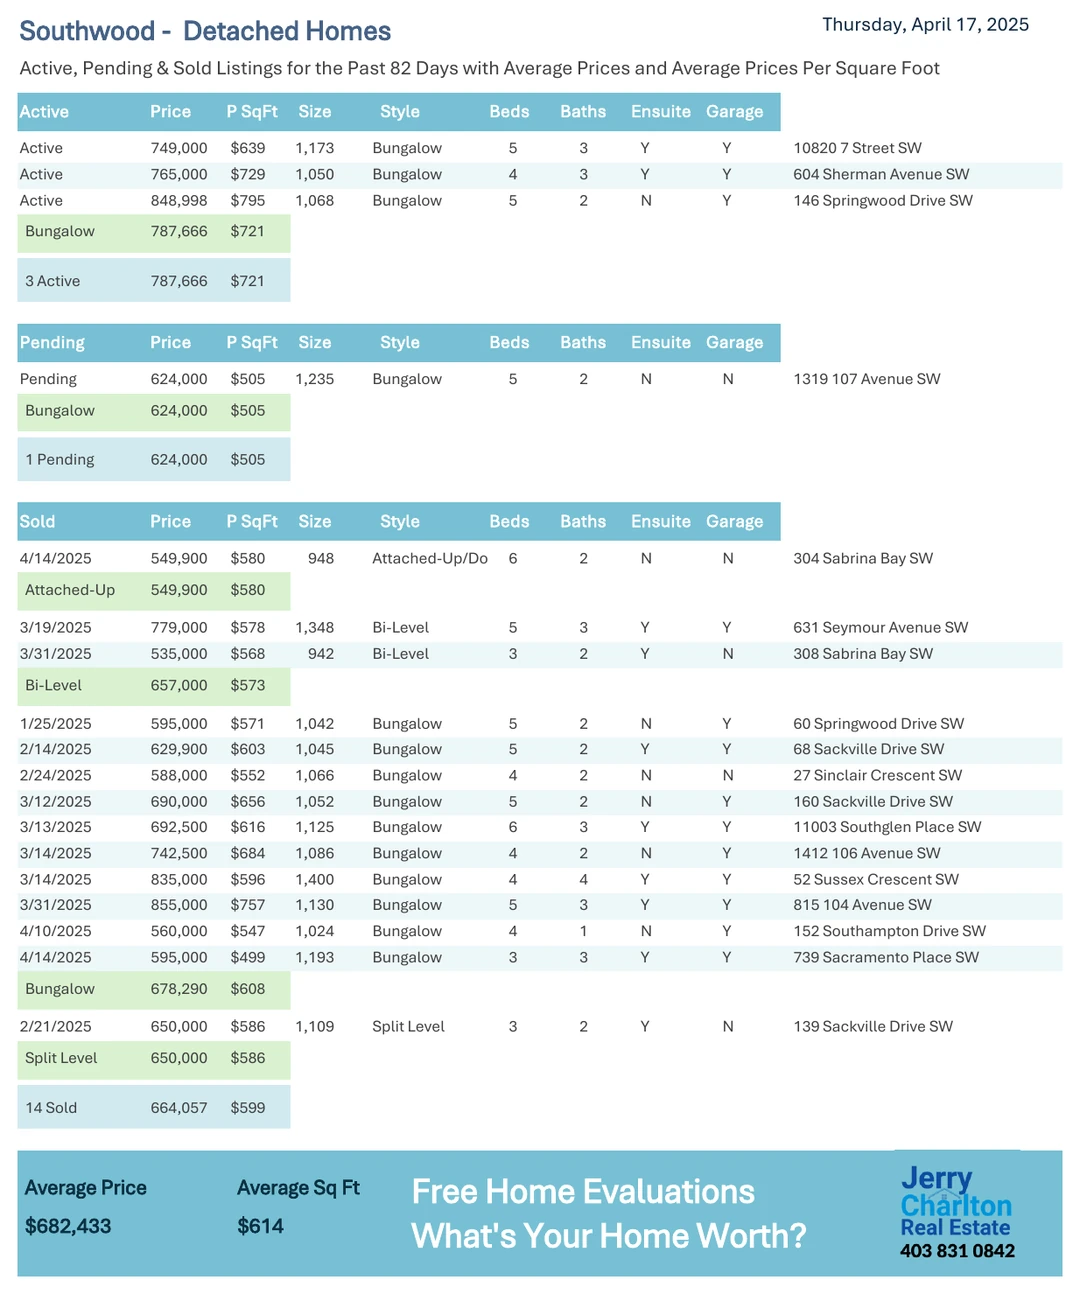 Southwood - Detached Homes
Thursday, April 17, 2025
Active, Pending & Sold Listings for the Past 82 Days with Average Prices and Average Prices Per Square Foot
Active Price P SqFt Size Style Beds Baths Ensuite Garage
Active 749,000 $639 1,173 Bungalow 5 3 Y Y 10820 7 Street SW
Active 765,000 $729 1,050 Bungalow 4 3 Y Y 604 Sherman Avenue SW
Active 848,998 $795 1,068 Bungalow 5 2 N Y 146 Springwood Drive SW
Bungalow 787,666 $721
3 Active 787,666 $721
Pending Price P SqFt Size Style Beds Baths Ensuite Garage
Pending 624,000 $505 1,235 Bungalow 5 2 N N 1319 107 Avenue SW
Bungalow 624,000 $505
1 Pending 624,000 $505
Sold Price P SqFt Size Style Beds Baths Ensuite Garage
4/14/2025 549,900 $580 948 Attached-Up/Do 6 2 N N 304 Sabrina Bay SW
Attached-Up 549,900 $580
3/19/2025 779,000 $578 1,348 Bi-Level 5 3 Y Y 631 Seymour Avenue SW
3/31/2025 535,000 $568 942 Bi-Level 3 2 Y N 308 Sabrina Bay SW
Bi-Level 657,000 $573
1/25/2025 595,000 $571 1,042 Bungalow 5 2 N Y 60 Springwood Drive SW
2/14/2025 629,900 $603 1,045 Bungalow 5 2 Y Y 68 Sackville Drive SW
2/24/2025 588,000 $552 1,066 Bungalow 4 2 N N 27 Sinclair Crescent SW
3/12/2025 690,000 $656 1,052 Bungalow 5 2 N Y 160 Sackville Drive SW
3/13/2025 692,500 $616 1,125 Bungalow 6 3 Y Y 11003 Southglen Place SW
3/14/2025 742,500 $684 1,086 Bungalow 4 2 N Y 1412 106 Avenue SW
3/14/2025 835,000 $596 1,400 Bungalow 4 4 Y Y 52 Sussex Crescent SW
3/31/2025 855,000 $757 1,130 Bungalow 5 3 Y Y 815 104 Avenue SW
4/10/2025 560,000 $547 1,024 Bungalow 4 1 N Y 152 Southampton Drive SW
4/14/2025 595,000 $499 1,193 Bungalow 3 3 Y Y 739 Sacramento Place SW
Bungalow 678,290 $608
2/21/2025 650,000 $586 1,109 Split Level 3 2 Y N 139 Sackville Drive SW
Split Level 650,000 $586
14 Sold 664,057 $599
Average Price Average Sq Ft
$682,433 $614
Free Home Evaluations
What's Your Home Worth?
Jerry
Charlton
Real Estate
403 831 0842